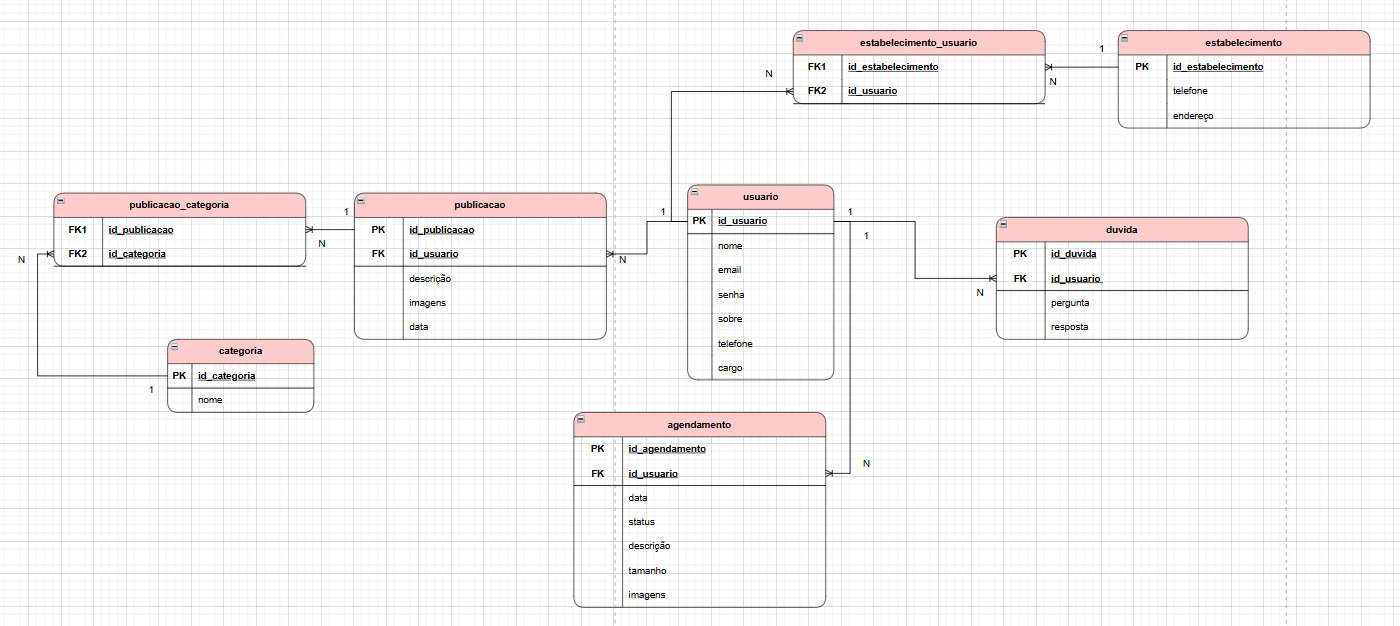 estabelecimento_usuario
FK1 id_estabelecimento
FK2 id_usuario
N
1
N
estabelecimento
PK id_estabelecimento
telefone
endereço
publicacao_categoria
FK1 id_publicacao
FK2 id_categoria
N
1
N
publicacao
PK id_publicacao
FK id_usuario
descrição
imagens
data
1
N
usuario
PK id_usuario
nome
email
senha
sobre
telefone
cargo
1
1
N
duvida
PK id_duvida
FK id_usuario
pergunta
resposta
categoria
PK id_categoria
nome
1
agendamento
PK id_agendamento
FK id_usuario
data
status
descrição
tamanho
imagens
N